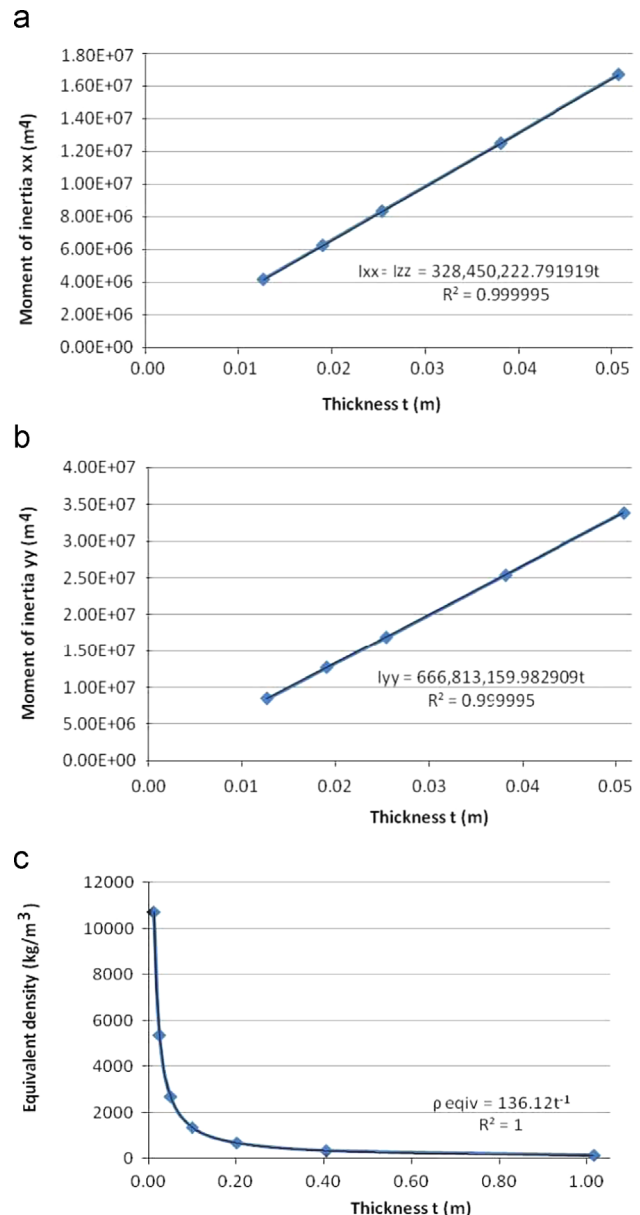 a
1.80E+07
1.60E+07
1.40E+07
1.20E+07
1.00E+07
8.00E+06
6.00E+06
4.00E+06
2.00E+06
0.00E+00
Moment of inertia xx (m⁴)
Ixx = Izz = 328,450,222.791919t
R² = 0.999995
0.00 0.01 0.02 0.03 0.04 0.05
Thickness t (m)
b
4.00E+07
3.50E+07
3.00E+07
2.50E+07
2.00E+07
1.50E+07
1.00E+07
5.00E+06
0.00E+00
Moment of inertia yy (m⁴)
Iyy = 666,813,159.982909t
R² = 0.999995
0.00 0.01 0.02 0.03 0.04 0.05
Thickness t (m)
c
12000
10000
8000
6000
4000
2000
0
Equivalent density (kg/m³)
ρ eqiv = 136.12t⁻¹
R² = 1
0.00 0.20 0.40 0.60 0.80 1.00
Thickness t (m)